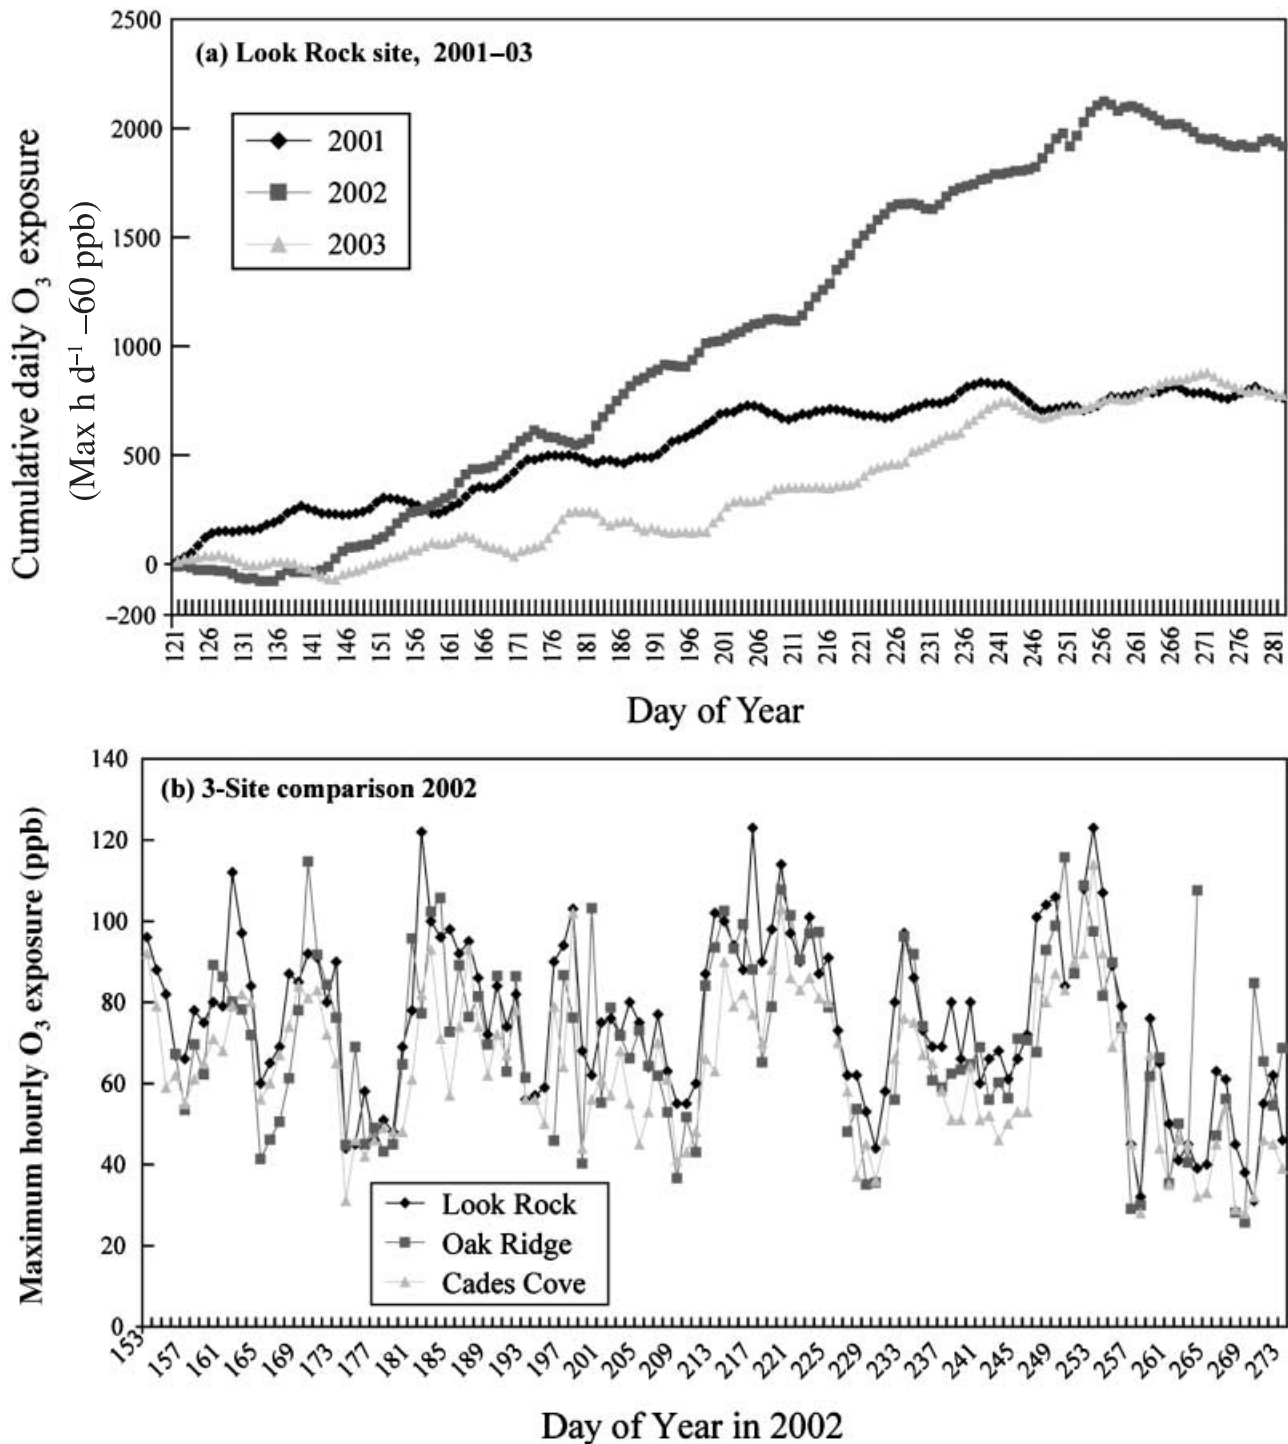 2500
(a) Look Rock site, 2001–03
2001
2002
2003
2000
1500
1000
500
0
–200
Cumulative daily O3 exposure
(Max h d–1 –60 ppb)
121 126 131 136 141 146 151 156 161 166 171 176 181 186 191 196 201 206 211 216 221 226 231 236 241 246 251 256 261 266 271 276 281
Day of Year
140
(b) 3-Site comparison 2002
120
100
80
60
40
20
0
Maximum hourly O3 exposure (ppb)
Look Rock
Oak Ridge
Cades Cove
153 157 161 165 169 173 177 181 185 189 193 197 201 205 209 213 217 221 225 229 233 237 241 245 249 253 257 261 265 269 273
Day of Year in 2002